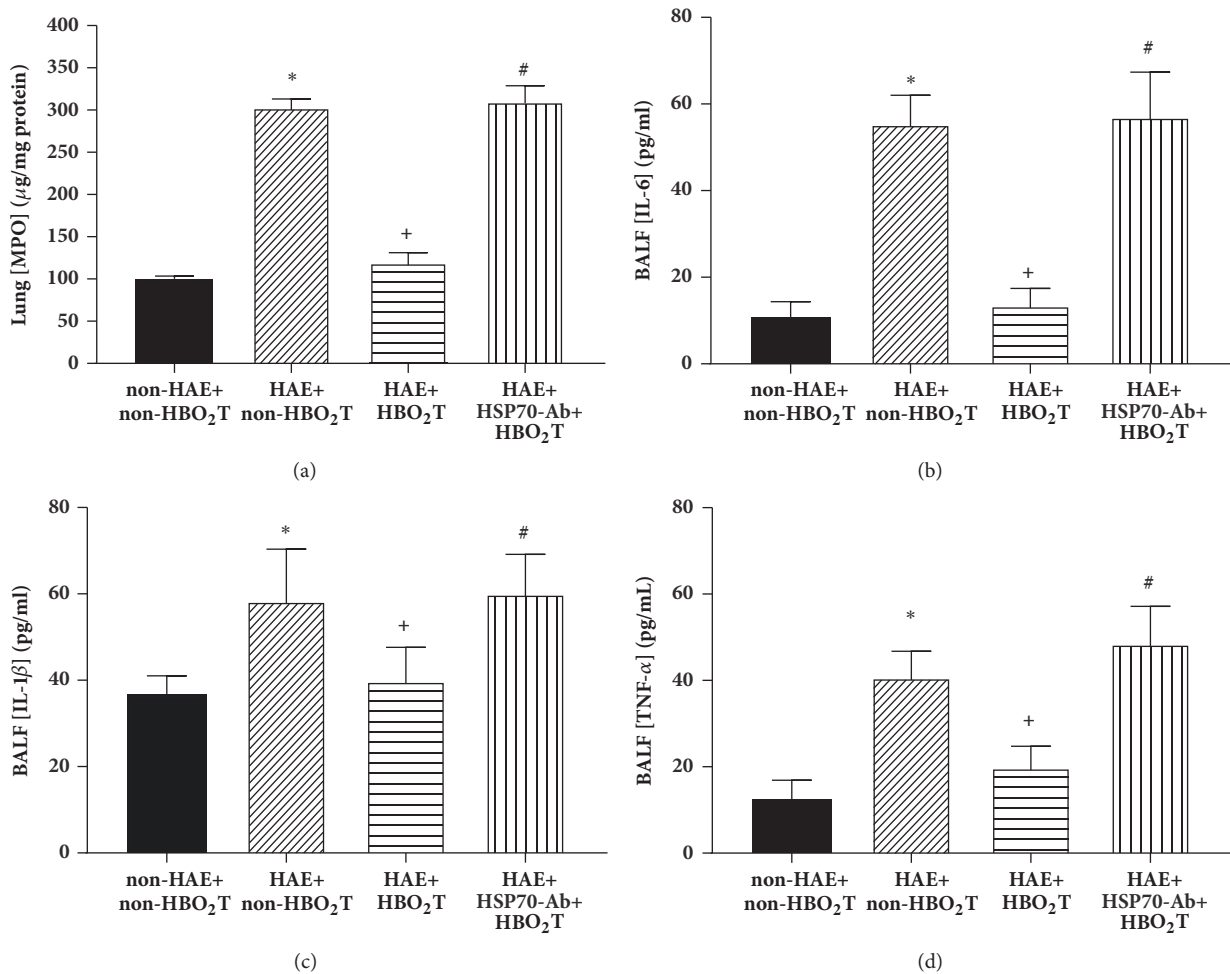 Lung [MPO] (μg/mg protein)
400
350
300
250
200
150
100
50
0
*
+
#
non-HAE+
non-HBO₂T
HAE+
non-HBO₂T
HAE+
HBO₂T
HAE+
HSP70-Ab+
HBO₂T
(a)
BALF [IL-6] (pg/ml)
80
60
40
20
0
*
+
#
non-HAE+
non-HBO₂T
HAE+
non-HBO₂T
HAE+
HBO₂T
HAE+
HSP70-Ab+
HBO₂T
(b)
BALF [IL-1β] (pg/ml)
80
60
40
20
0
*
+
#
non-HAE+
non-HBO₂T
HAE+
non-HBO₂T
HAE+
HBO₂T
HAE+
HSP70-Ab+
HBO₂T
(c)
BALF [TNF-α] (pg/mL)
80
60
40
20
0
*
+
#
non-HAE+
non-HBO₂T
HAE+
non-HBO₂T
HAE+
HBO₂T
HAE+
HSP70-Ab+
HBO₂T
(d)